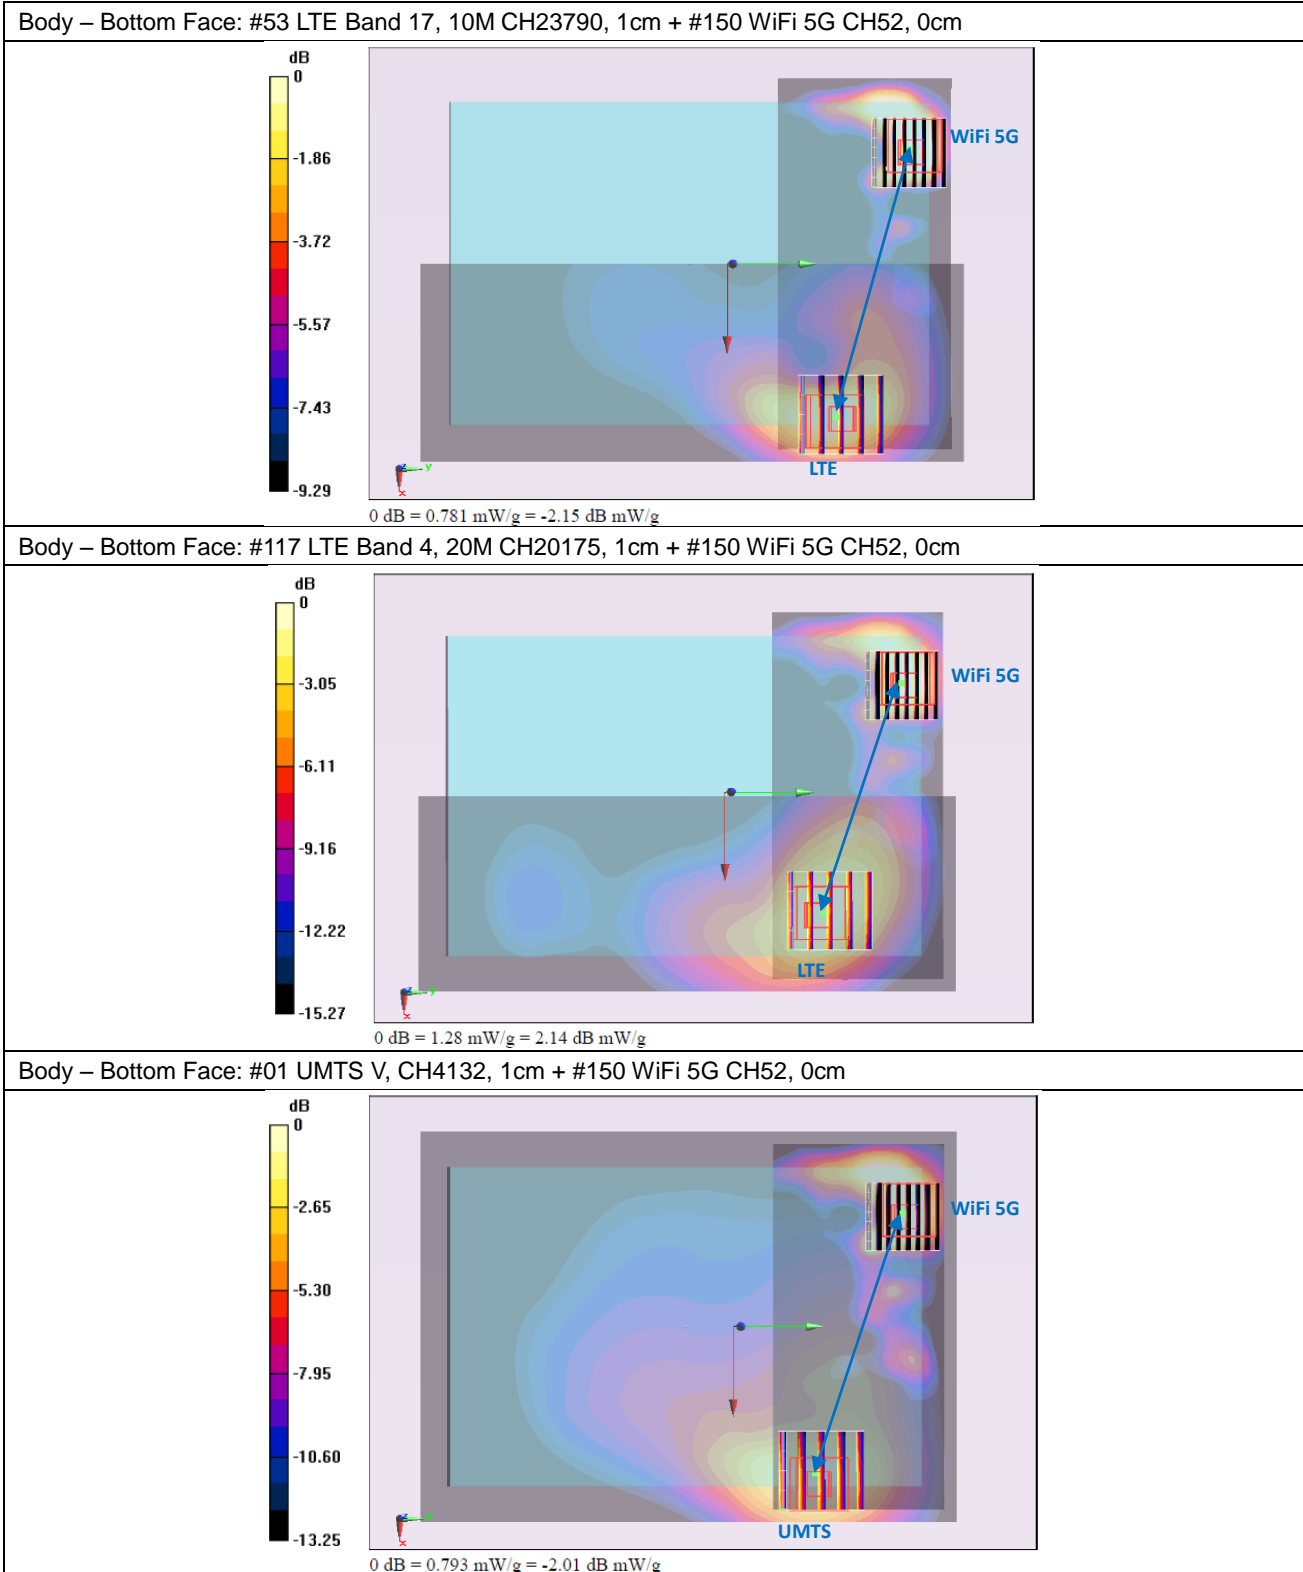 Body – Bottom Face: #53 LTE Band 17, 10M CH23790, 1cm + #150 WiFi 5G CH52, 0cm
dB
0
-1.86
-3.72
-5.57
-7.43
-9.29
WiFi 5G
LTE
z y
x
0 dB = 0.781 mW/g = -2.15 dB mW/g
Body – Bottom Face: #117 LTE Band 4, 20M CH20175, 1cm + #150 WiFi 5G CH52, 0cm
dB
0
-3.05
-6.11
-9.16
-12.22
-15.27
WiFi 5G
LTE
z y
x
0 dB = 1.28 mW/g = 2.14 dB mW/g
Body – Bottom Face: #01 UMTS V, CH4132, 1cm + #150 WiFi 5G CH52, 0cm
dB
0
-2.65
-5.30
-7.95
-10.60
-13.25
WiFi 5G
UMTS
z y
x
0 dB = 0.793 mW/g = -2.01 dB mW/g